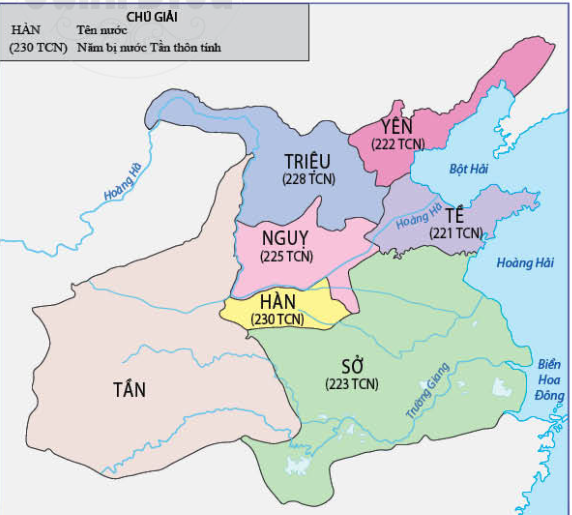 CHÚ GIẢI
HÀN Tên nước
(230 TCN) Năm bị nước Tần thôn tính
YÊN
(222 TCN)
TRIỆU
(228 TCN)
Bột Hải
Hoàng Hà
TỀ
(221 TCN)
Hoàng Hà
NGUỴ
(225 TCN)
Hoàng Hải
HÀN
(230 TCN)
SỞ
(223 TCN)
Biển
Hoa
Đông
TẦN
Trường Giang